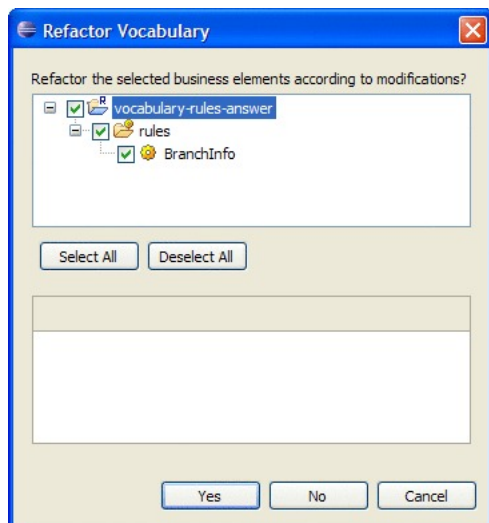 Refactor Vocabulary
Refactor the selected business elements according to modifications?
vocabulary-rules-answer
rules
BranchInfo
Select All Deselect All
Yes No Cancel